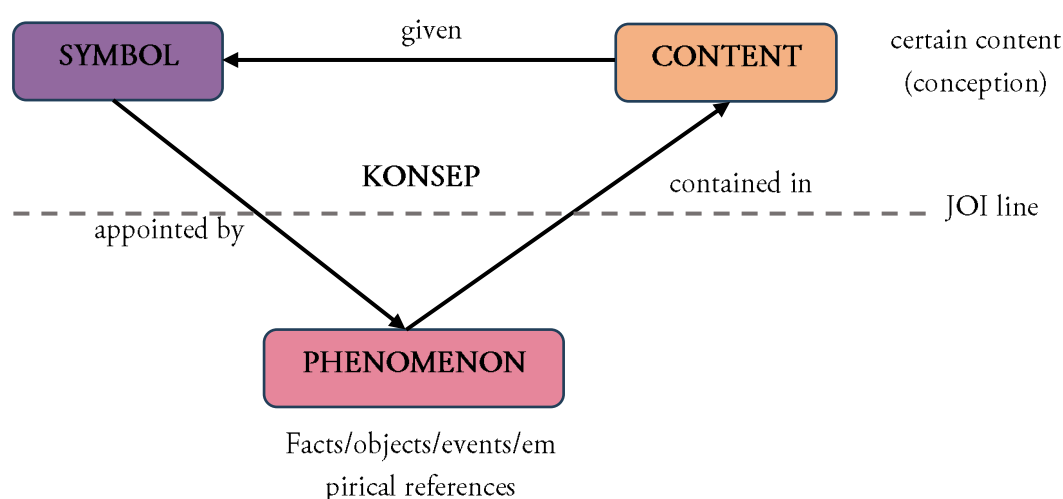 given
SYMBOL
CONTENT
certain content
(conception)
KONSEP
contained in
JOI line
appointed by
PHENOMENON
Facts/objects/events/em
pirical references